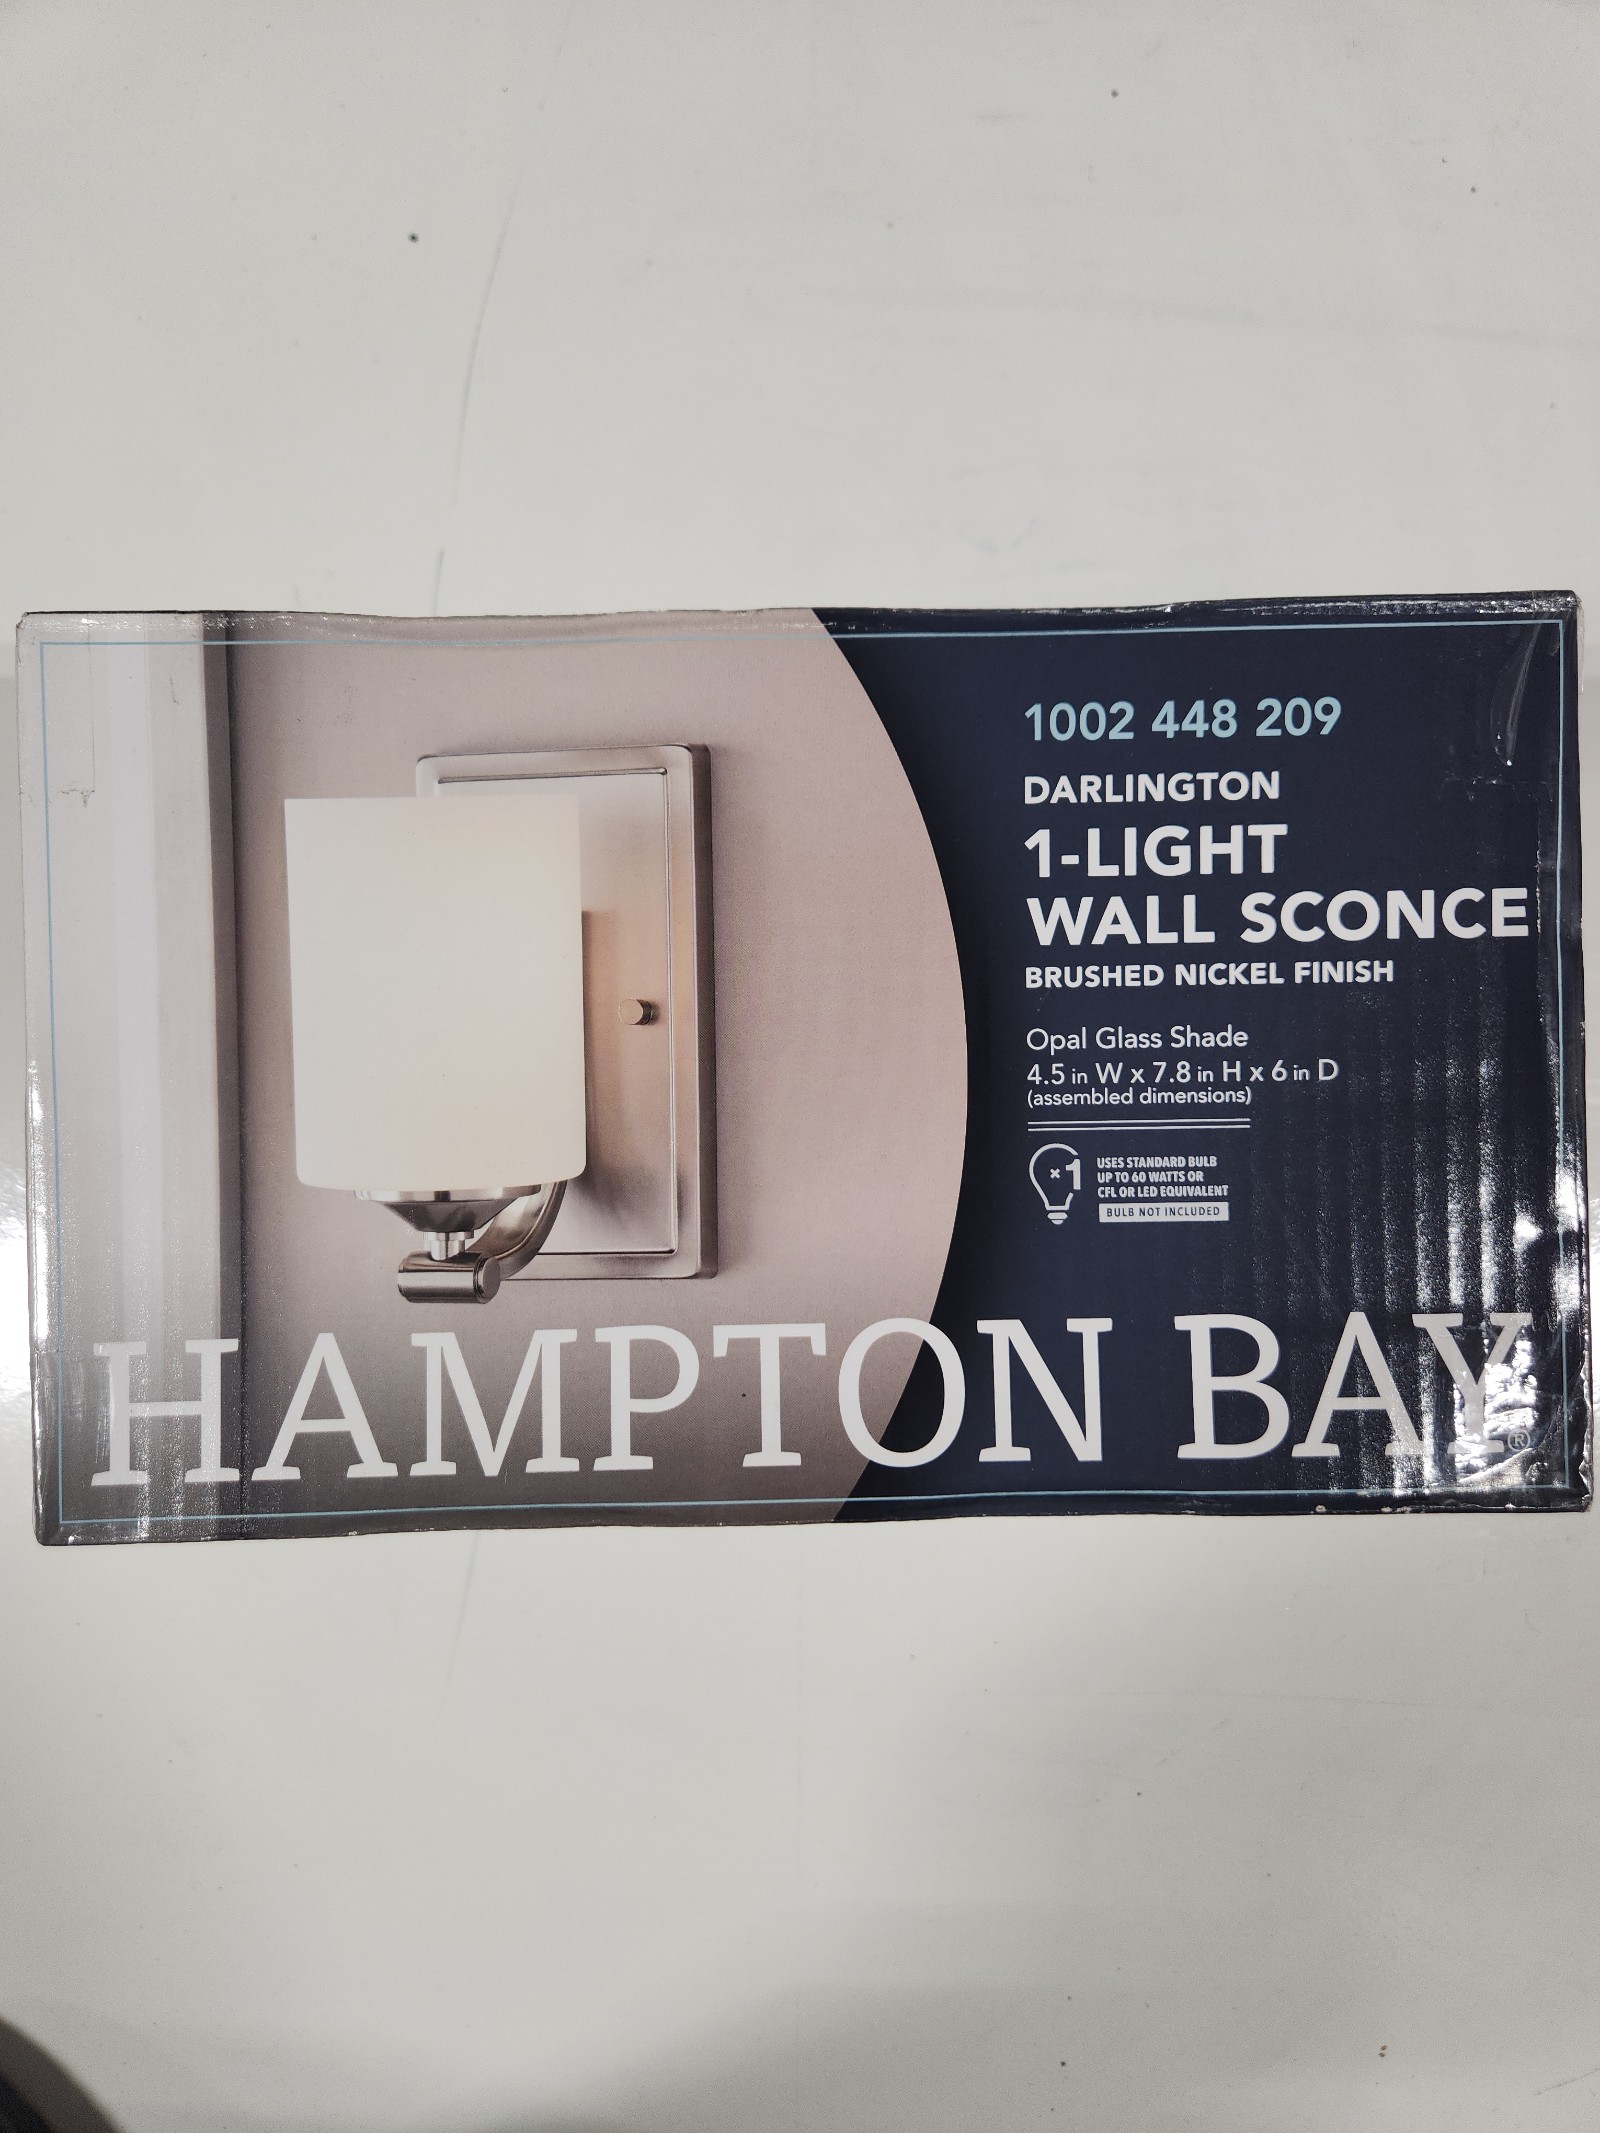 1002 448 209
DARLINGTON
1-LIGHT
WALL SCONCE
BRUSHED NICKEL FINISH
Opal Glass Shade
4.5 in W x 7.8 in H x 6 in D
(assembled dimensions)
x1
USES STANDARD BULB
UP TO 60 WATTS OR
CFL OR LED EQUIVALENT
BULB NOT INCLUDED
HAMPTON BAY®